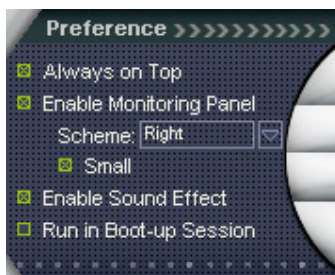 Preference >>>>>>>>>>>
Always on Top
Enable Monitoring Panel
Scheme: Right
Small
Enable Sound Effect
Run in Boot-up Session